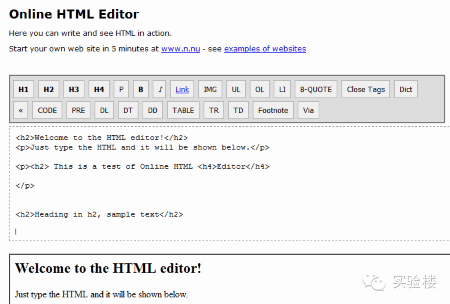 Online HTML Editor
Here you can write and see HTML in action.
Start your own web site in 5 minutes at www.n.nu - see examples of websites
H1 H2 H3 H4 P B I Link IMG UL OL LI B-QUOTE Close Tags Dict
« CODE PRE DL DT DD TABLE TR TD Footnote Via
<h2>Welcome to the HTML editor!</h2>
<p>Just type the HTML and it will be shown below.</p>
<p><h2> This is a test of Online HTML <h4>Editor</h4>
</p>
<h2>Heading in h2, sample text</h2>
Welcome to the HTML editor!
Just type the HTML and it will be shown below.
实验楼